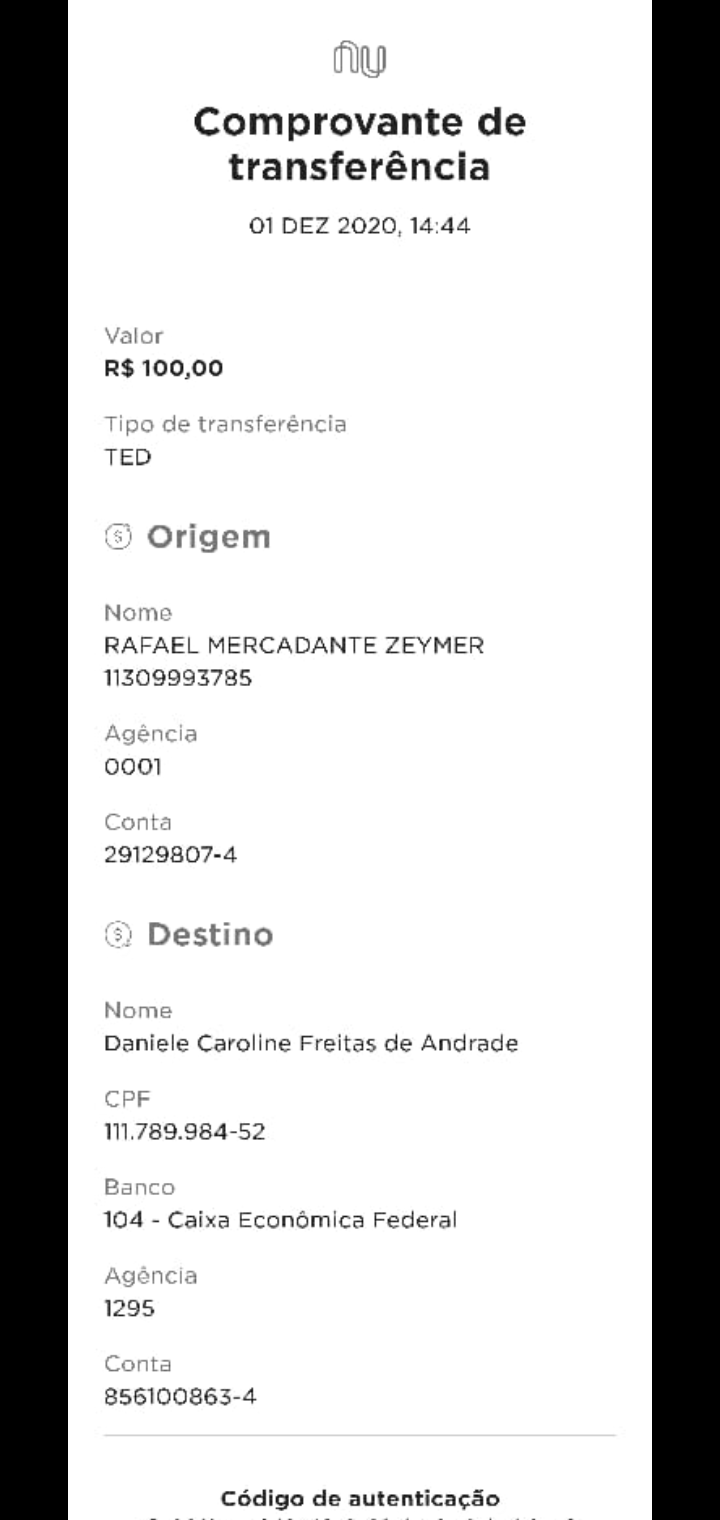 nu
Comprovante de
transferência
01 DEZ 2020, 14:44
Valor
R$ 100,00
Tipo de transferência
TED
Origem
Nome
RAFAEL MERCADANTE ZEYMER
11309993785
Agência
0001
Conta
29129807-4
Destino
Nome
Daniele Caroline Freitas de Andrade
CPF
111.789.984-52
Banco
104 - Caixa Econômica Federal
Agência
1295
Conta
856100863-4
Código de autenticação